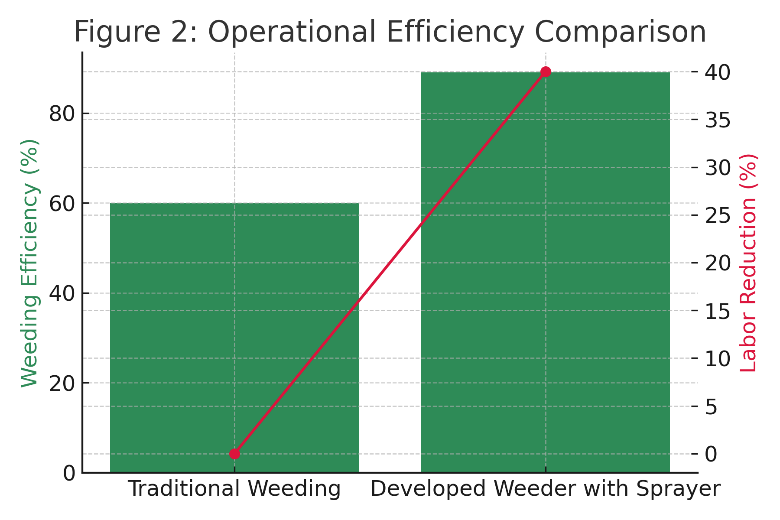 Figure 2: Operational Efficiency Comparison
Weeding Efficiency (%)
80
60
40
20
0
40
35
30
25
20
15
10
5
0
Labor Reduction (%)
Traditional Weeding
Developed Weeder with Sprayer